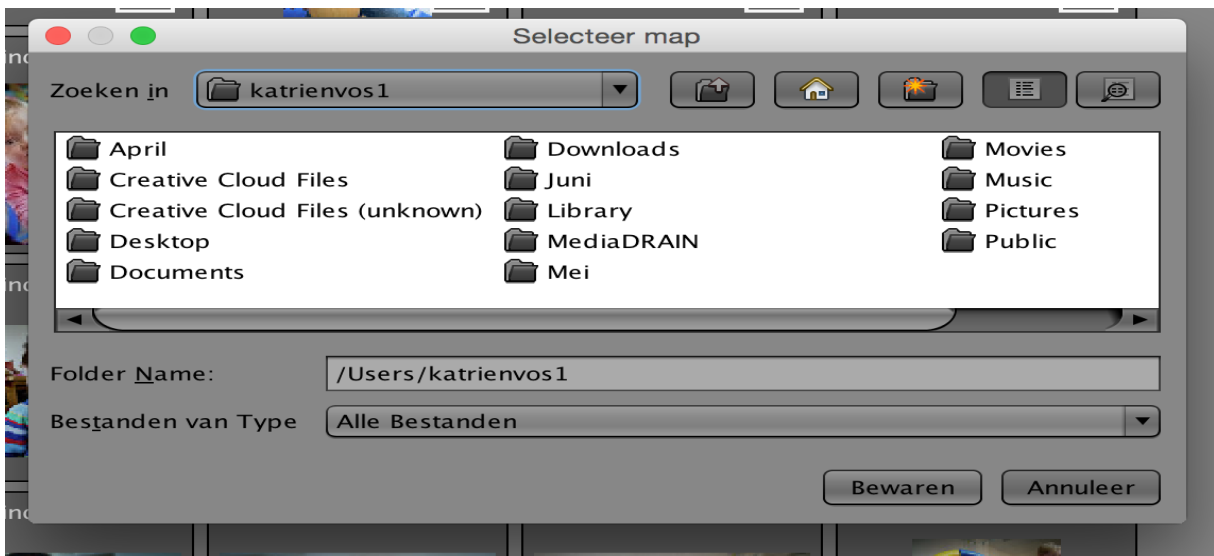 Selecteer map
Zoeken in katrienvos1
April
Creative Cloud Files
Creative Cloud Files (unknown)
Desktop
Documents
Downloads
Juni
Library
MediaDRAIN
Mei
Movies
Music
Pictures
Public
Folder Name: /Users/katrienvos1
Bestanden van Type Alle Bestanden
Bewaren Annuleer